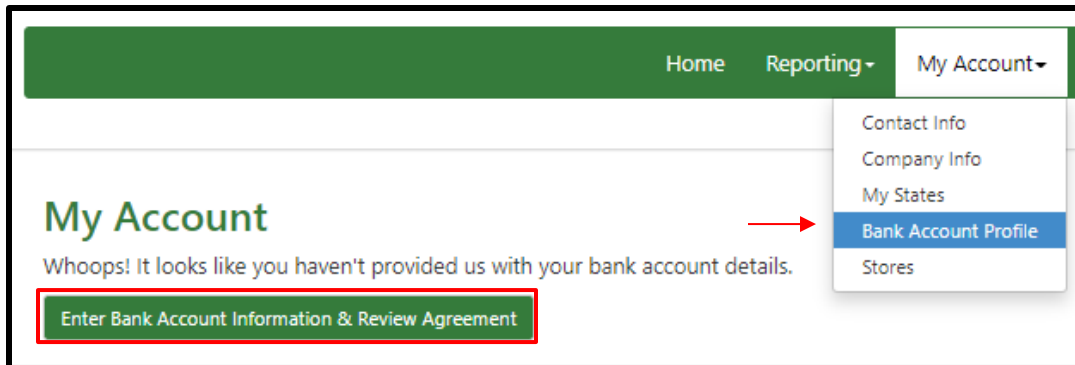 Home Reporting My Account
Contact Info
Company Info
My States
Bank Account Profile
Stores
My Account
Whoops! It looks like you haven't provided us with your bank account details.
Enter Bank Account Information & Review Agreement